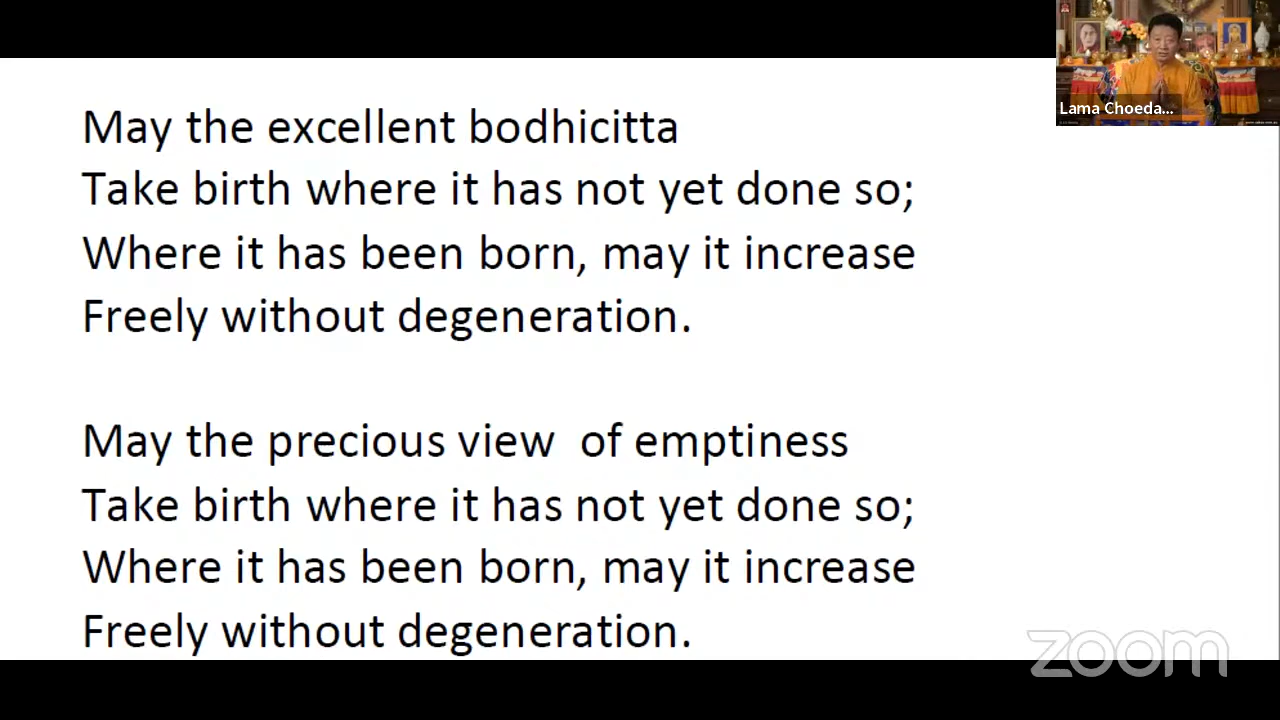 Lama Choeda...
May the excellent bodhicitta
Take birth where it has not yet done so;
Where it has been born, may it increase
Freely without degeneration.
May the precious view of emptiness
Take birth where it has not yet done so;
Where it has been born, may it increase
Freely without degeneration.
zoom